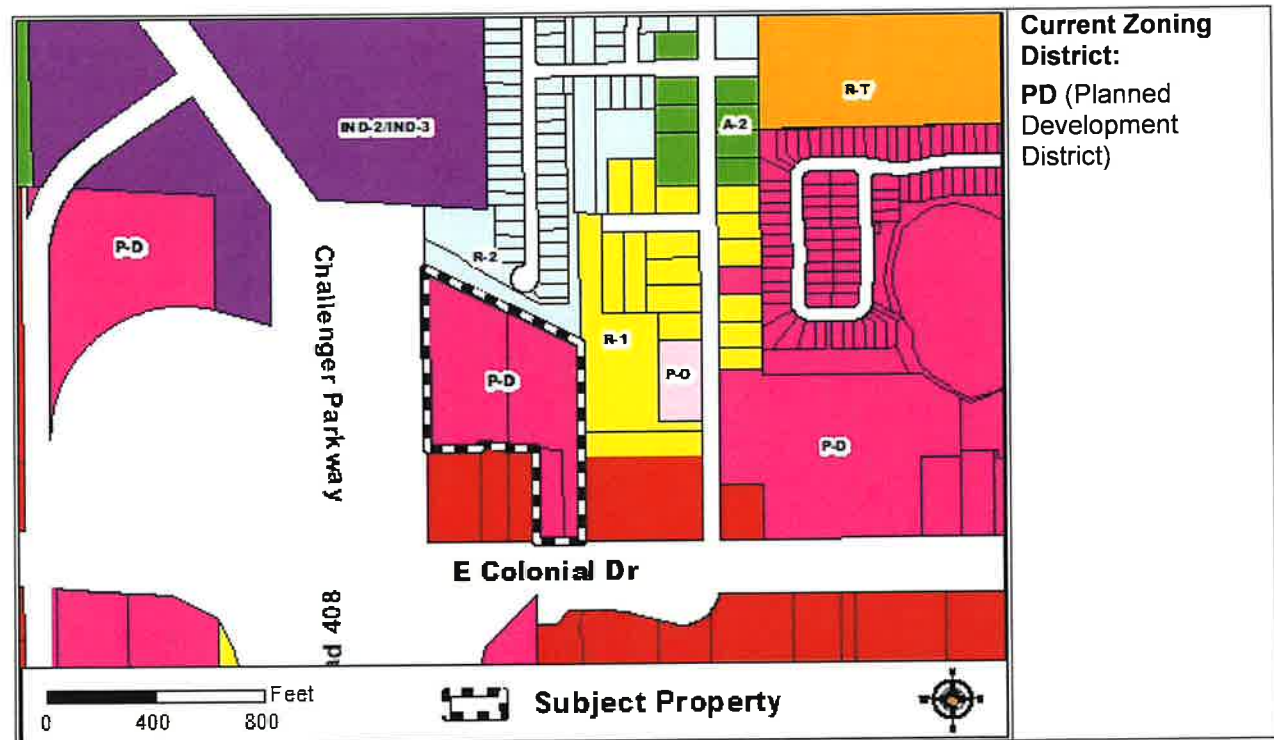 Current Zoning
District:
PD (Planned
Development
District)
R-T
IND-2/IND-3
A-2
P-D
R-2
Challenger Parkway
R-1
P-D
P-O
P-D
E Colonial Dr
ad 408
Feet
0 400 800
Subject Property